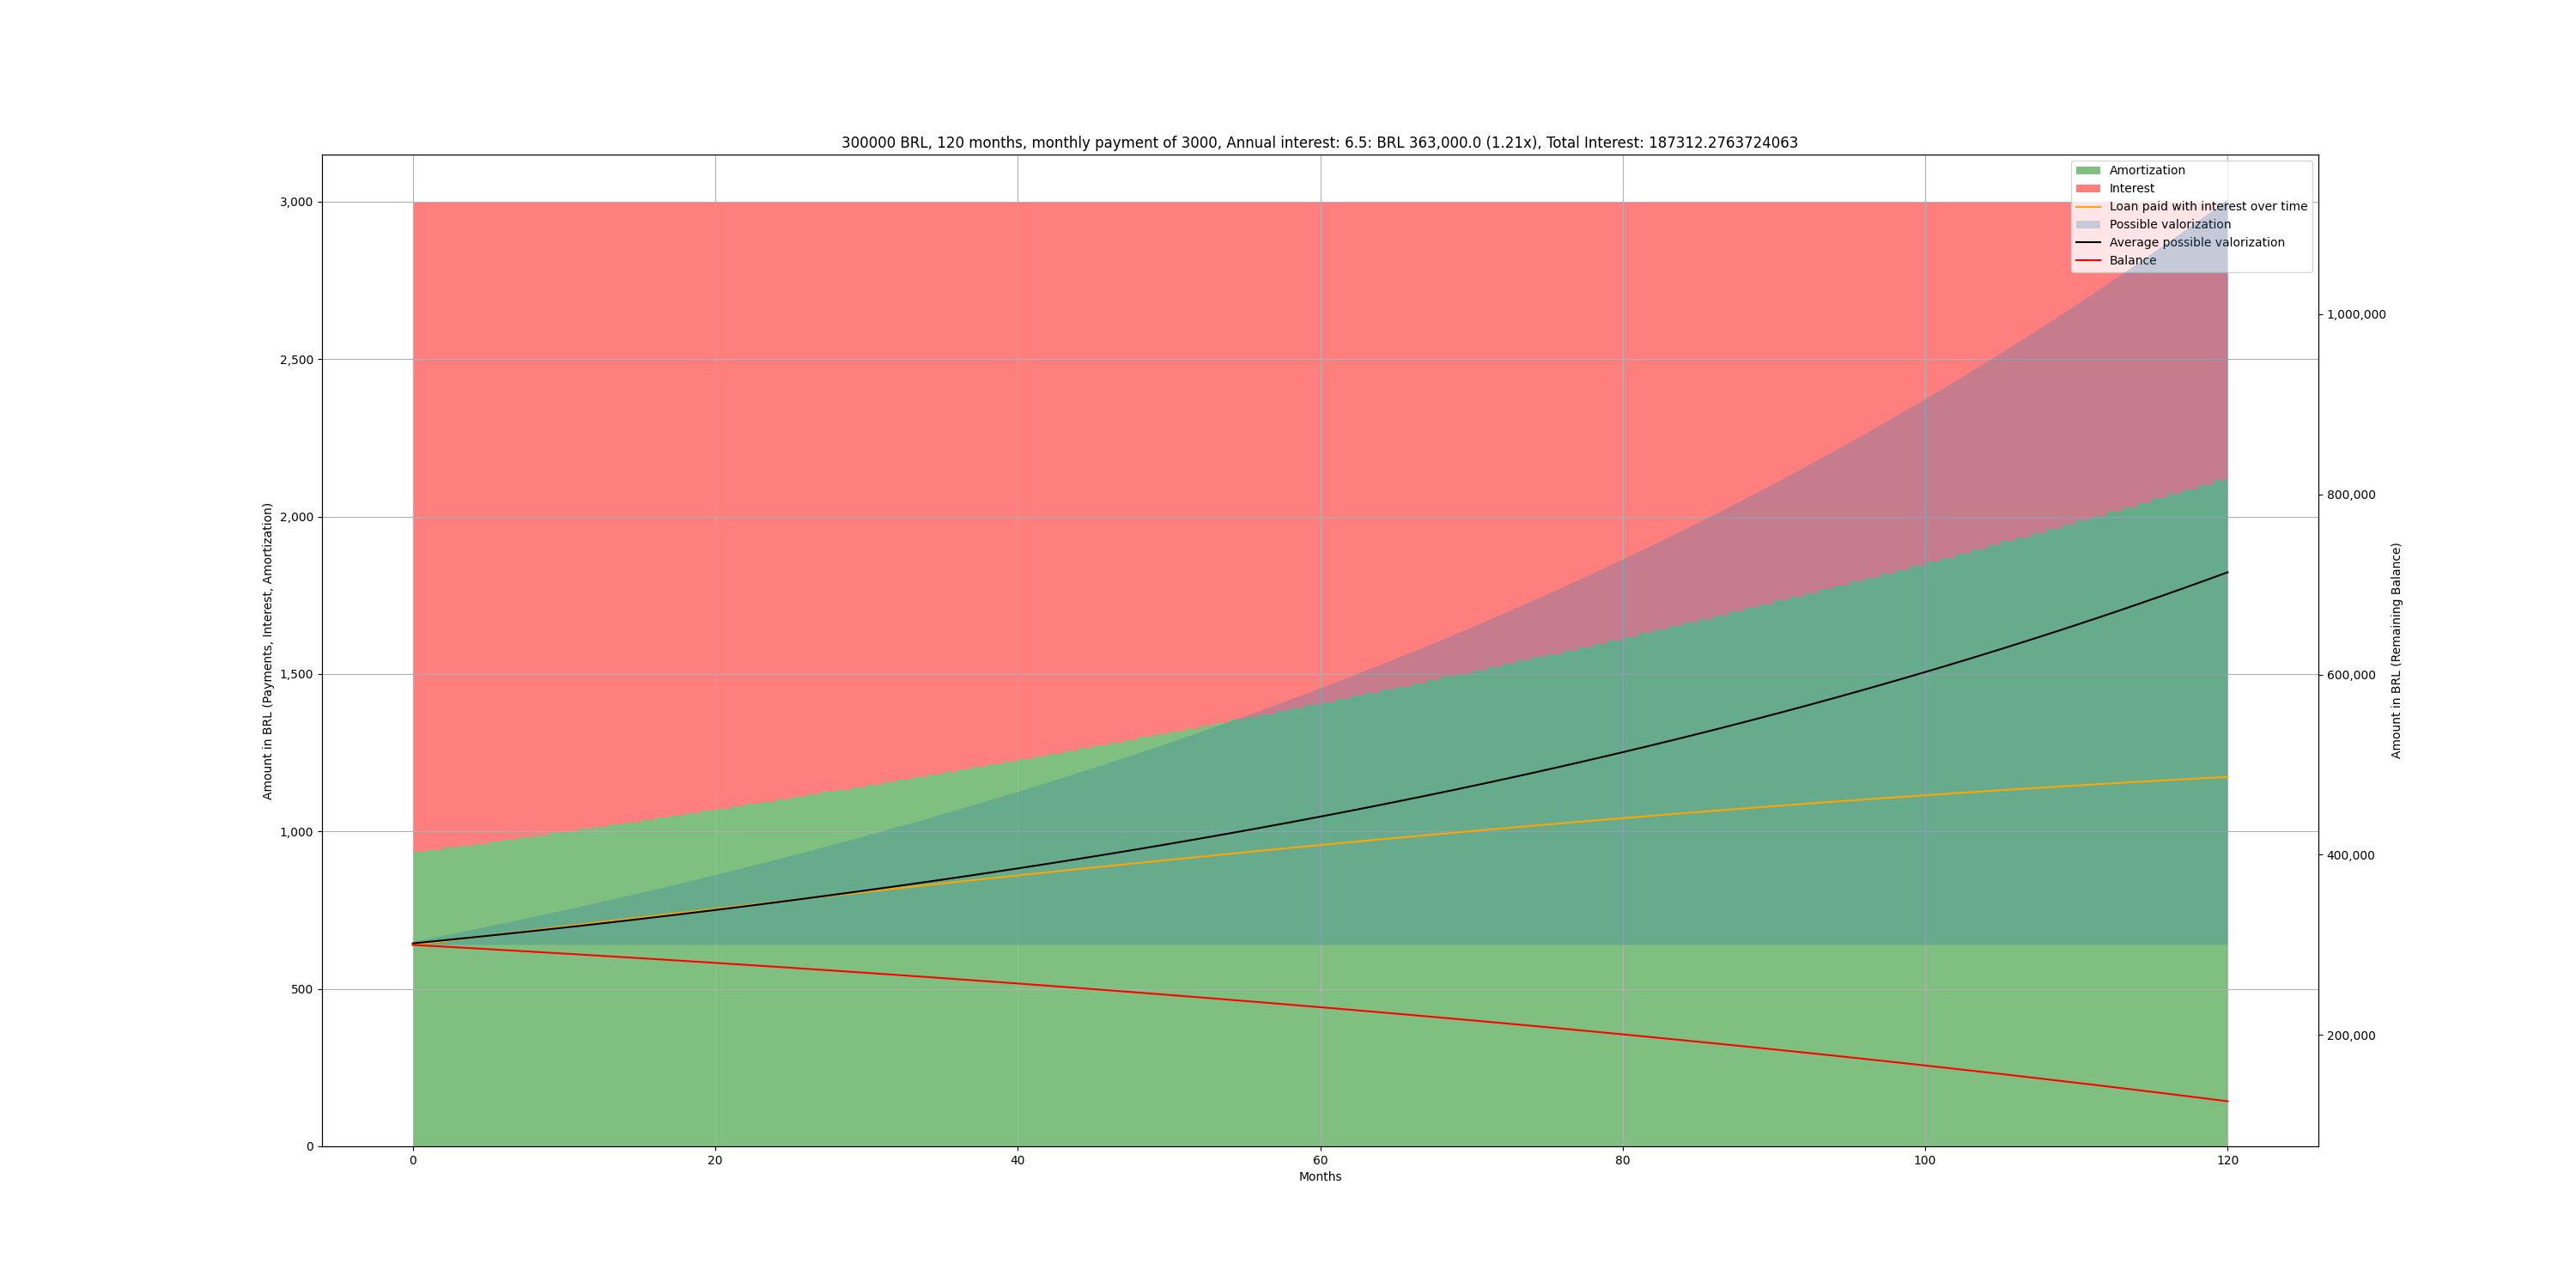 300000 BRL, 120 months, monthly payment of 3000, Annual interest: 6.5: BRL 363,000.0 (1.21x), Total Interest: 187312.2763724063
Amortization
Interest
Loan paid with interest over time
Possible valorization
Average possible valorization
Balance
3,000
2,500
2,000
1,500
1,000
500
0
Amount in BRL (Payments, Interest, Amortization)
1,000,000
800,000
600,000
400,000
200,000
Amount in BRL (Remaining Balance)
0
20
40
60
80
100
120
Months